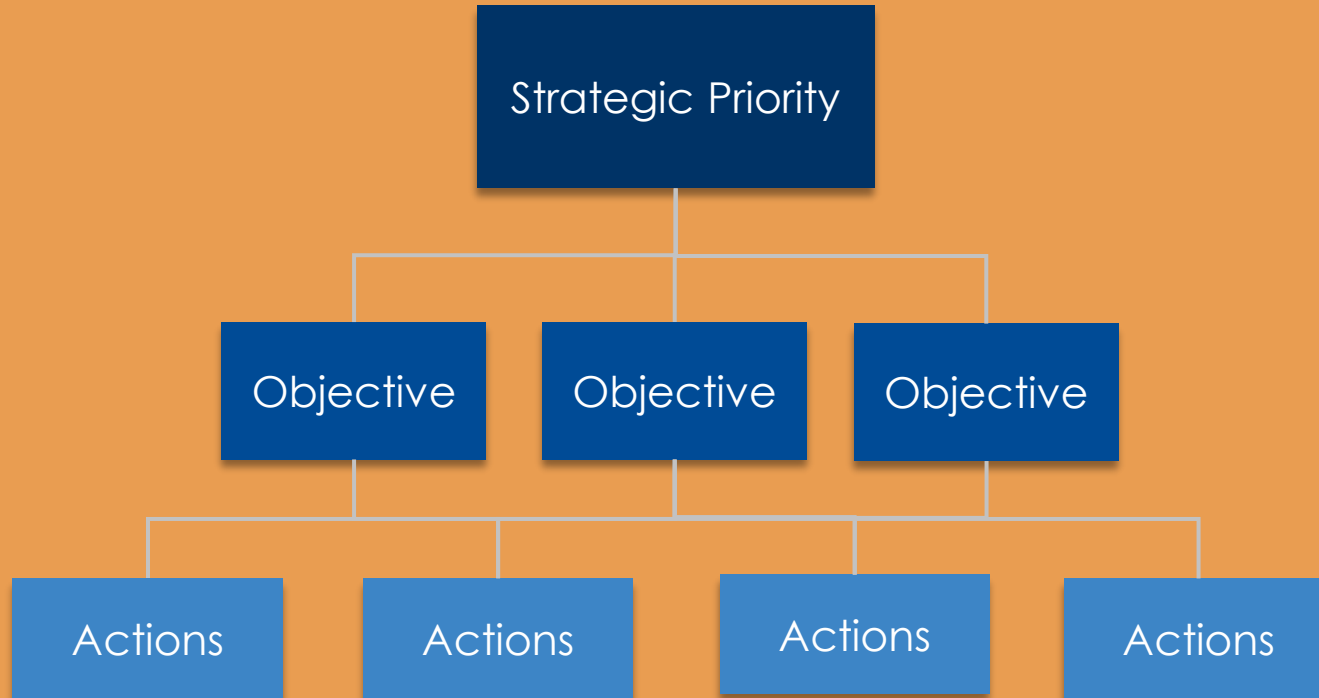 Strategic Priority
Objective
Objective
Objective
Actions
Actions
Actions
Actions